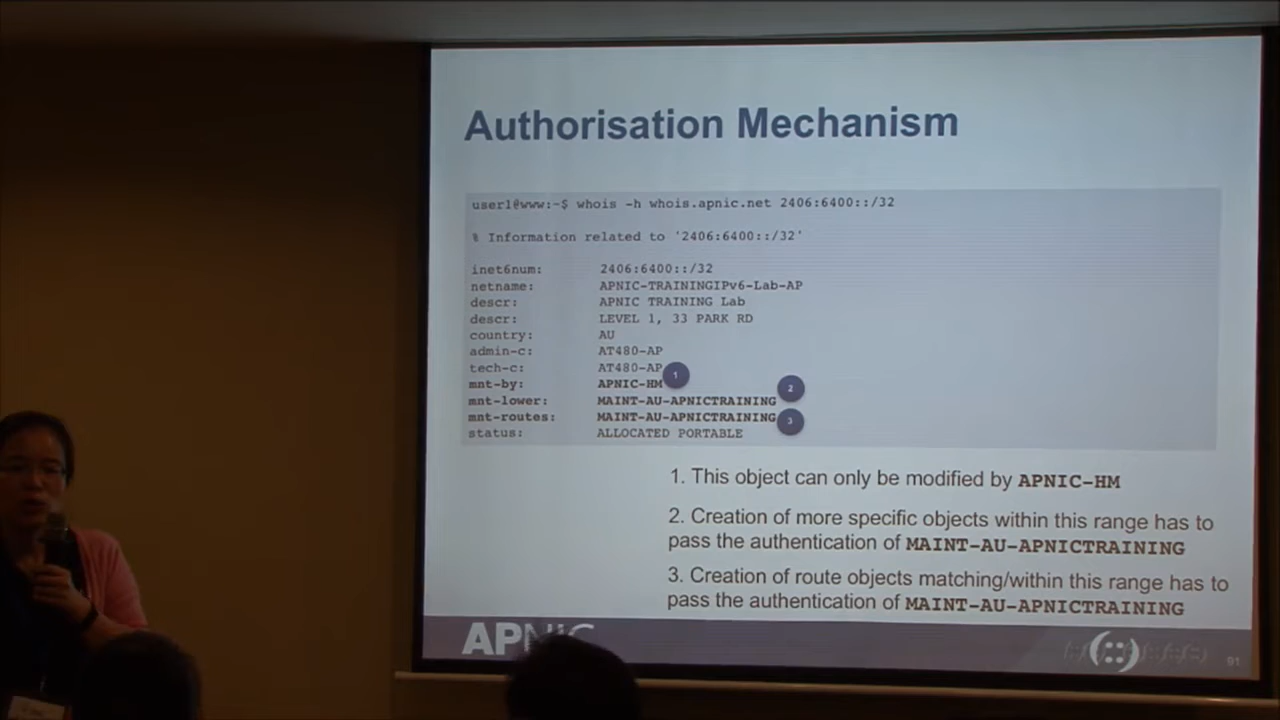 Authorisation Mechanism
user1@www:~$ whois -h whois.apnic.net 2406:6400::/32
% Information related to '2406:6400::/32'
inet6num: 2406:6400::/32
netname: APNIC-TRAININGIPv6-Lab-AP
descr: APNIC TRAINING Lab
descr: LEVEL 1, 33 PARK RD
country: AU
admin-c: AT480-AP
tech-c: AT480-AP
1
mnt-by: APNIC-HM
2
mnt-lower: MAINT-AU-APNICTRAINING
mnt-routes: MAINT-AU-APNICTRAINING
3
status: ALLOCATED PORTABLE
1. This object can only be modified by APNIC-HM
2. Creation of more specific objects within this range has to
pass the authentication of MAINT-AU-APNICTRAINING
3. Creation of route objects matching/within this range has to
pass the authentication of MAINT-AU-APNICTRAINING
APNIC
91